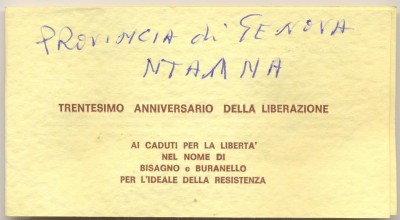 PROVINCIA di GENOVA
NTAMNA
TRENTESIMO ANNIVERSARIO DELLA LIBERAZIONE
AI CADUTI PER LA LIBERTA'
NEL NOME DI
BISAGNO e BURANELLO
PER L'IDEALE DELLA RESISTENZA